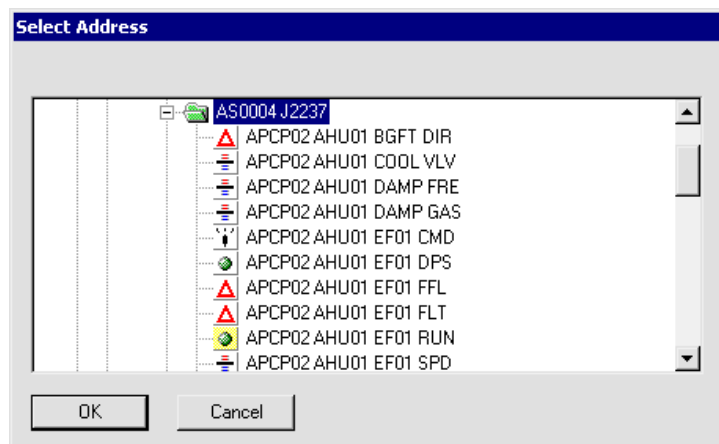 Select Address
AS0004 J2237
APCP02 AHU01 BGFT DIR
APCP02 AHU01 COOL VLV
APCP02 AHU01 DAMP FRE
APCP02 AHU01 DAMP GAS
APCP02 AHU01 EF01 CMD
APCP02 AHU01 EF01 DPS
APCP02 AHU01 EF01 FFL
APCP02 AHU01 EF01 FLT
APCP02 AHU01 EF01 RUN
APCP02 AHU01 EF01 SPD
OK Cancel